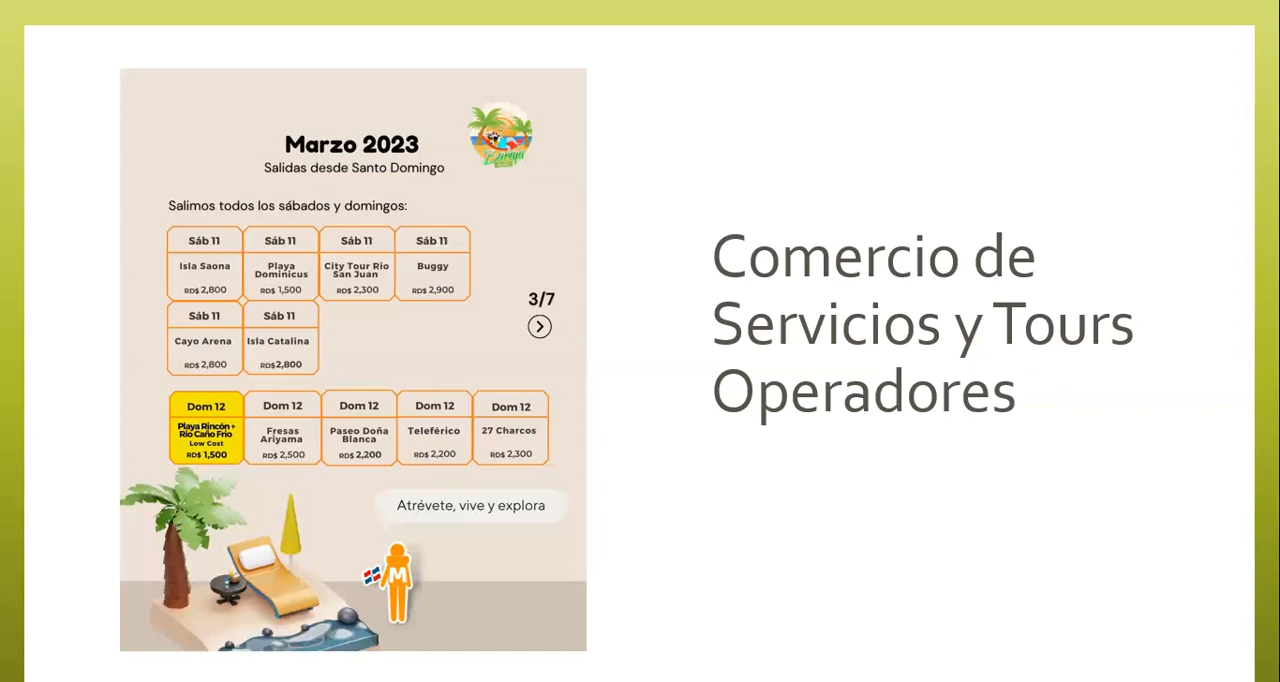 Marzo 2023
Salidas desde Santo Domingo
Salimos todos los sábados y domingos:
Sáb 11 Sáb 11 Sáb 11 Sáb 11
Isla Saona Playa Dominicus City Tour Rio San Juan Buggy
RD$ 2,800 RD$ 1,500 RD$ 2,300 RD$ 2,900
3/7
Sáb 11 Sáb 11
Cayo Arena Isla Catalina
RD$ 2,800 RD$ 2,800
Dom 12 Dom 12 Dom 12 Dom 12 Dom 12
Playa Rincón + Rio Caño Frio Low Cost Fresas Ariyama Paseo Doña Blanca Teleférico 27 Charcos
RD$ 1,500 RD$ 2,500 RD$ 2,200 RD$ 2,200 RD$ 2,300
Atrévete, vive y explora
M
Comercio de
Servicios y Tours
Operadores